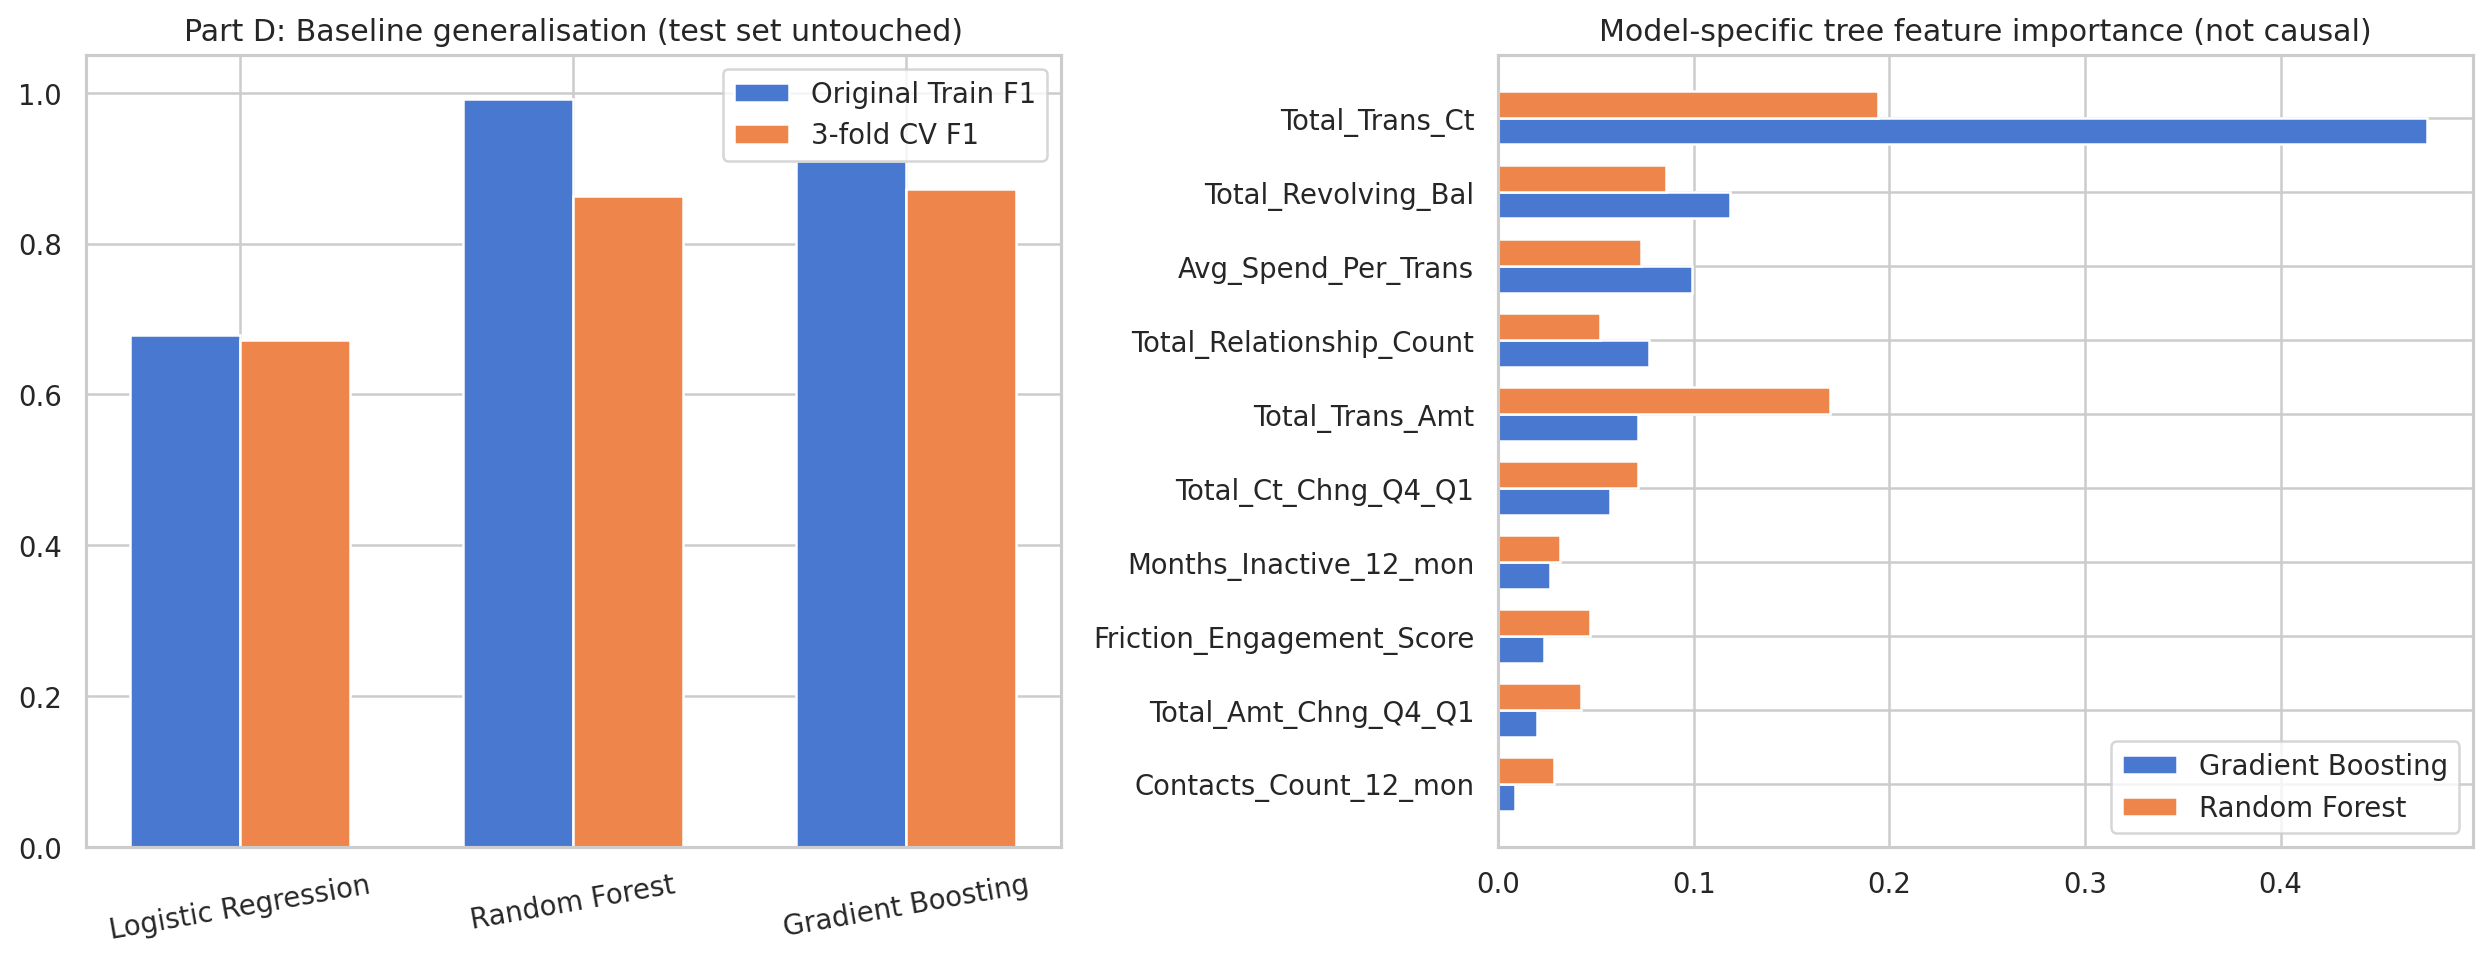 Part D: Baseline generalisation (test set untouched)
1.0
0.8
0.6
0.4
0.2
0.0
Original Train F1
3-fold CV F1
Logistic Regression
Random Forest
Gradient Boosting
Model-specific tree feature importance (not causal)
Total_Trans_Ct
Total_Revolving_Bal
Avg_Spend_Per_Trans
Total_Relationship_Count
Total_Trans_Amt
Total_Ct_Chng_Q4_Q1
Months_Inactive_12_mon
Friction_Engagement_Score
Total_Amt_Chng_Q4_Q1
Contacts_Count_12_mon
Gradient Boosting
Random Forest
0.0
0.1
0.2
0.3
0.4